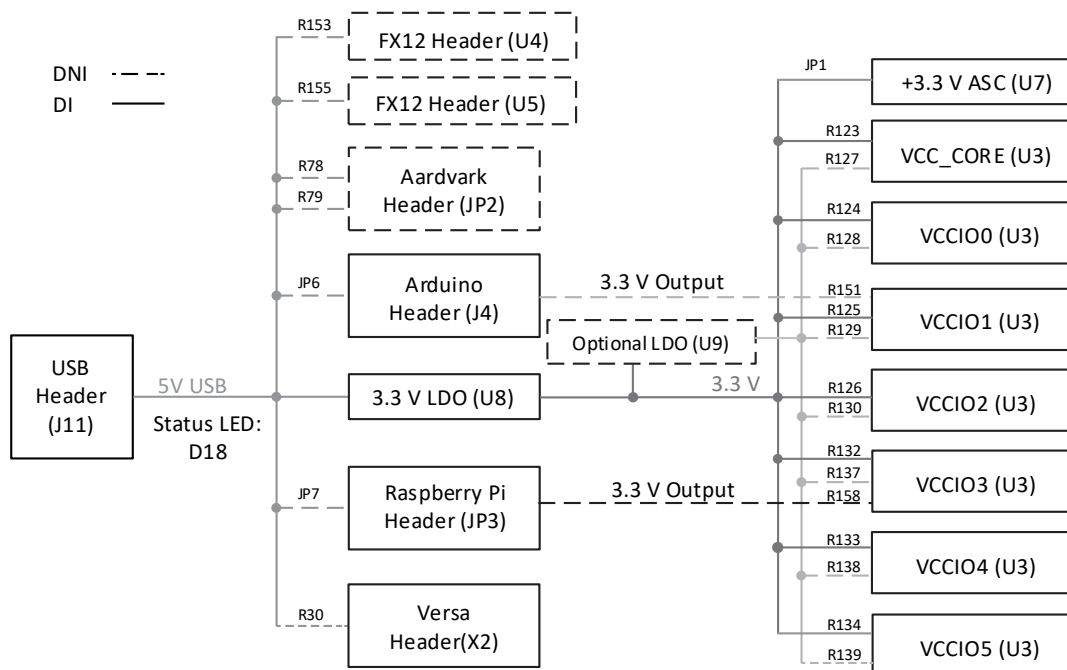 DNI
DI
R153
FX12 Header (U4)
R155
FX12 Header (U5)
R78
R79
Aardvark
Header (JP2)
JP6
Arduino
Header (J4)
3.3 V Output
Optional LDO (U9)
USB
Header
(J11)
5V USB
Status LED:
D18
3.3 V LDO (U8)
3.3 V
JP7
Raspberry Pi
Header (JP3)
3.3 V Output
R30
Versa
Header(X2)
JP1
+3.3 V ASC (U7)
R123
R127
VCC_CORE (U3)
R124
R128
VCCIO0 (U3)
R151
R125
R129
VCCIO1 (U3)
R126
R130
VCCIO2 (U3)
R132
R137
R158
VCCIO3 (U3)
R133
R138
VCCIO4 (U3)
R134
R139
VCCIO5 (U3)